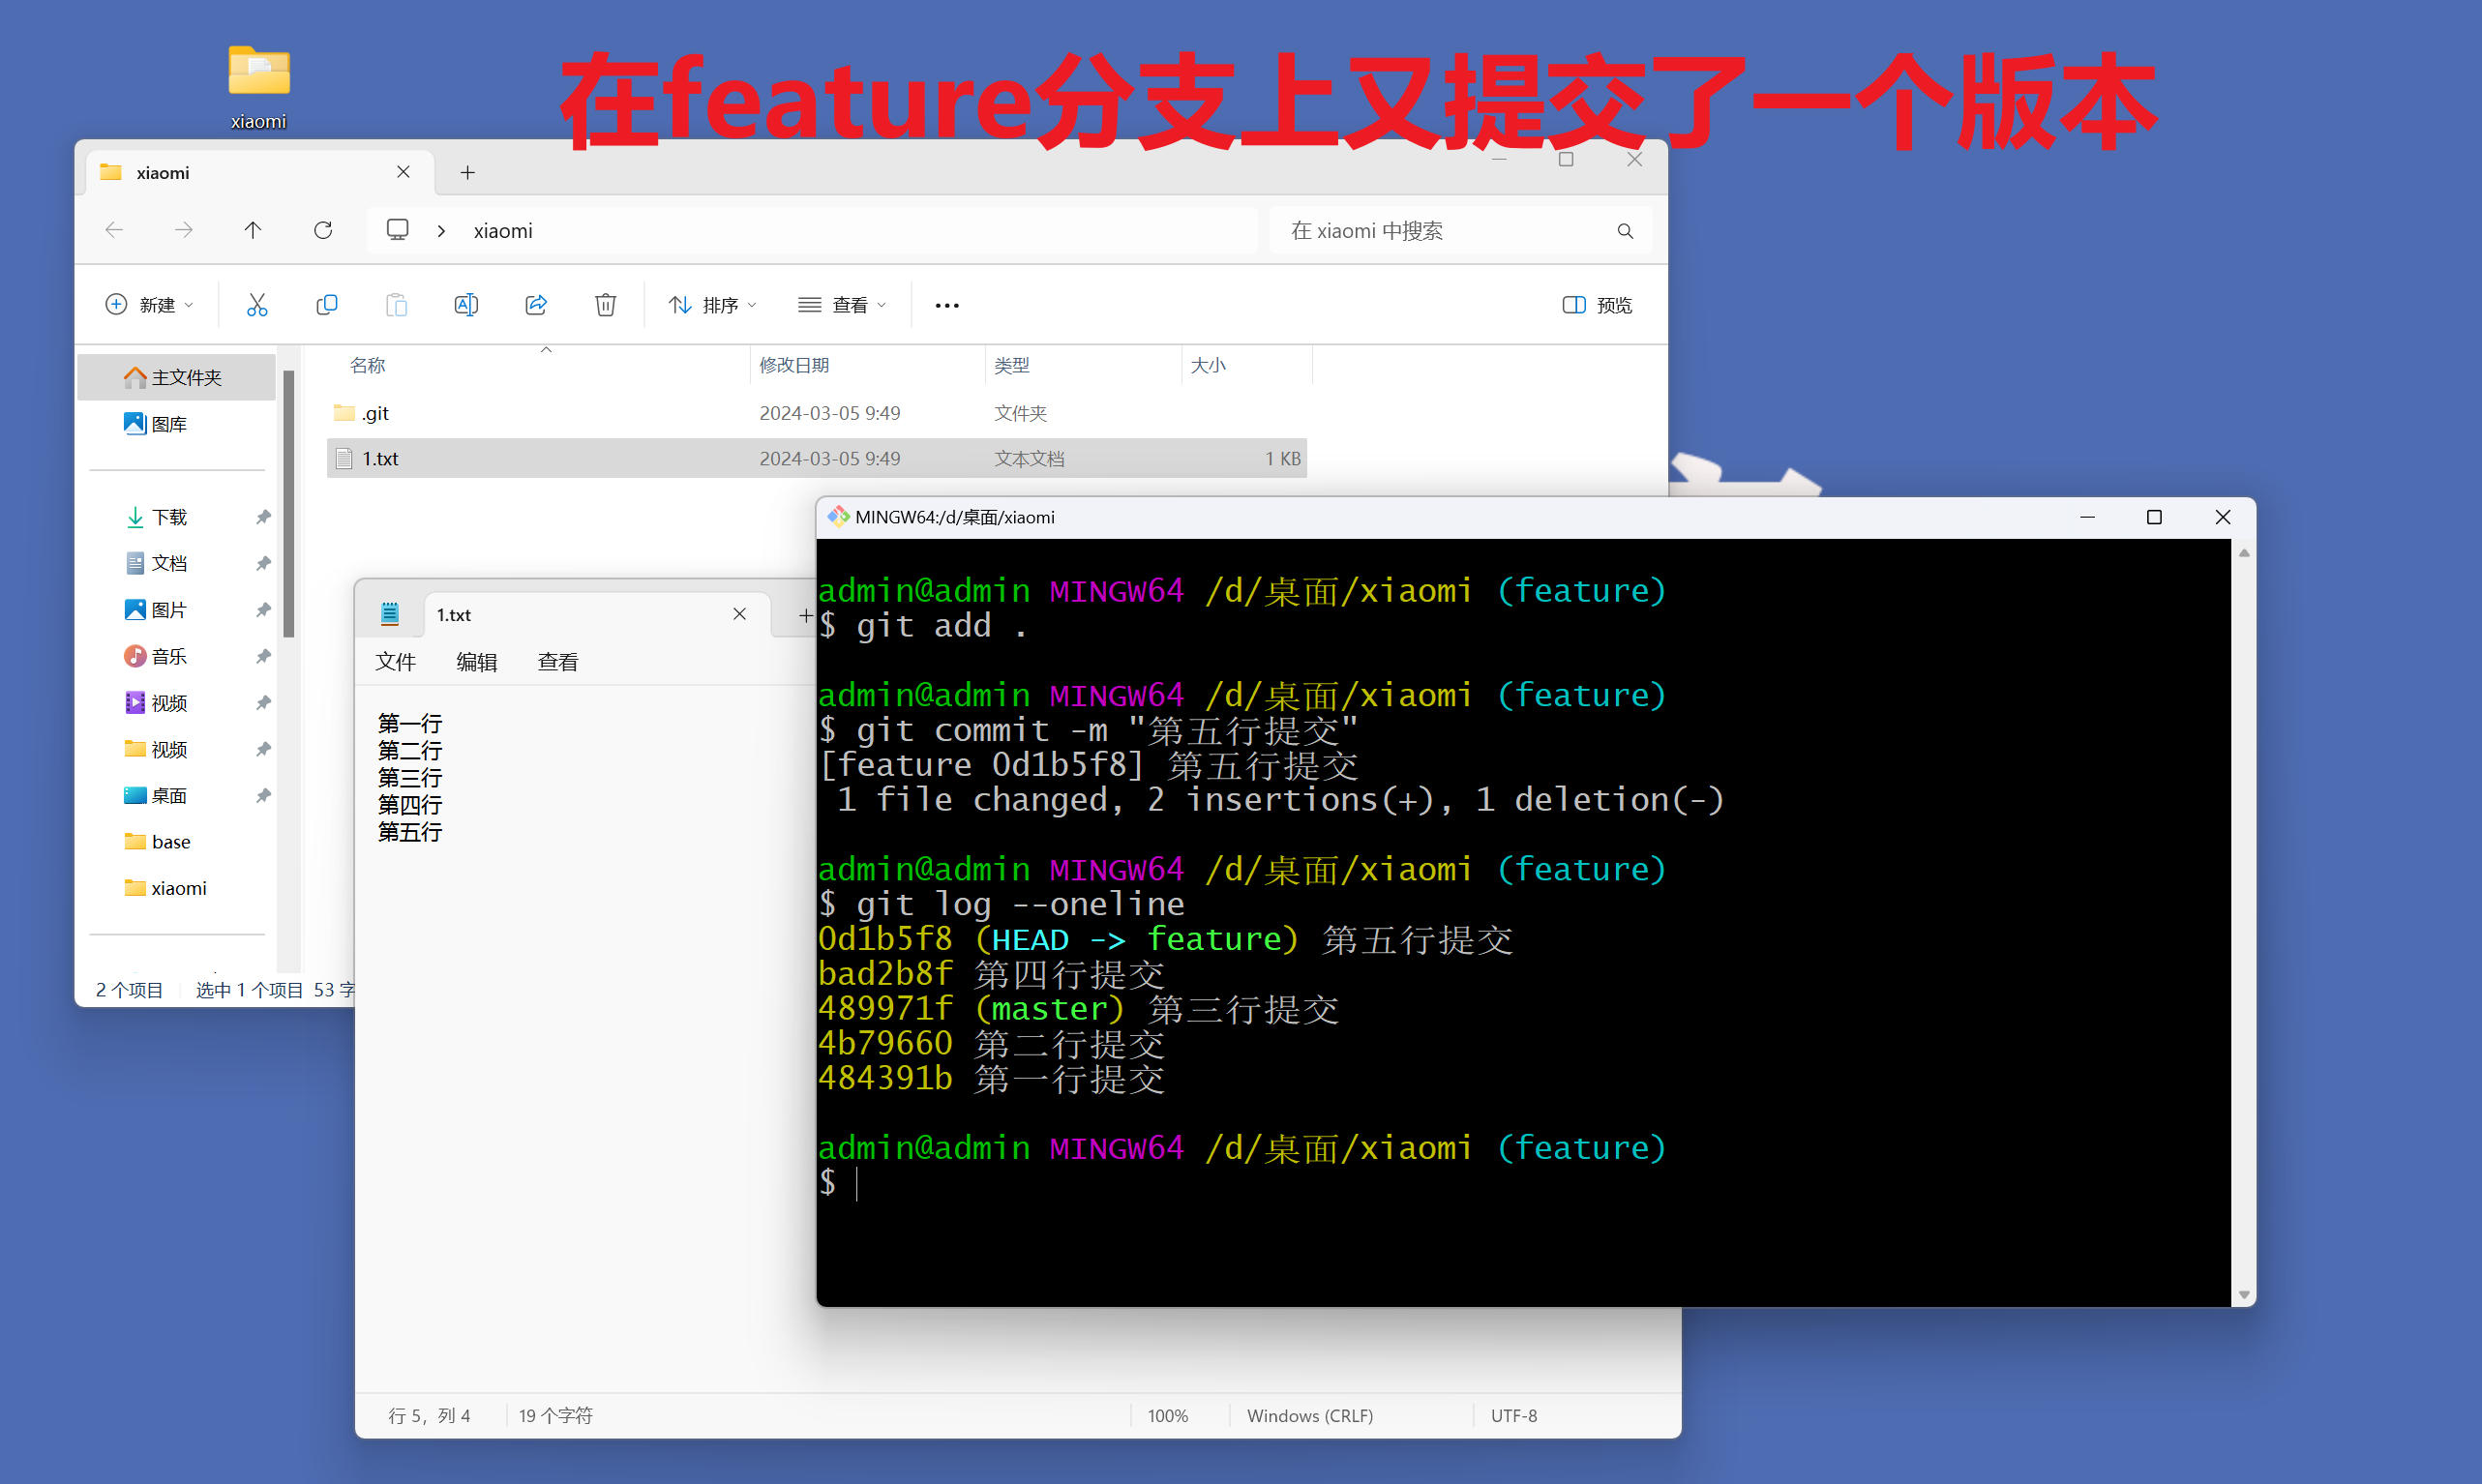 xiaomi
在feature分支上又提交了一个版本
xiaomi
xiaomi
在 xiaomi 中搜索
新建
排序
查看
预览
名称
修改日期
类型
大小
主文件夹
图库
下载
文档
图片
音乐
视频
视频
桌面
base
xiaomi
.git
2024-03-05 9:49
文件夹
1.txt
2024-03-05 9:49
文本文档
1 KB
2 个项目
选中 1 个项目 53 字
1.txt
文件
编辑
查看
第一行
第二行
第三行
第四行
第五行
行 5，列 4
19 个字符
100%
Windows (CRLF)
UTF-8
MINGW64:/d/桌面/xiaomi
admin@admin MINGW64 /d/桌面/xiaomi (feature)
$ git add .
admin@admin MINGW64 /d/桌面/xiaomi (feature)
$ git commit -m "第五行提交"
[feature 0d1b5f8] 第五行提交
1 file changed, 2 insertions(+), 1 deletion(-)
admin@admin MINGW64 /d/桌面/xiaomi (feature)
$ git log --oneline
0d1b5f8 (HEAD -> feature) 第五行提交
bad2b8f 第四行提交
489971f (master) 第三行提交
4b79660 第二行提交
484391b 第一行提交
admin@admin MINGW64 /d/桌面/xiaomi (feature)
$